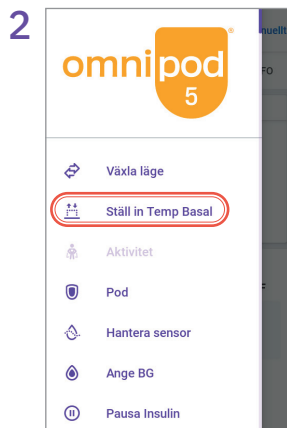 2
omnipod®
5
Växla läge
Ställ in Temp Basal
Aktivitet
Pod
Hantera sensor
Ange BG
Pausa Insulin